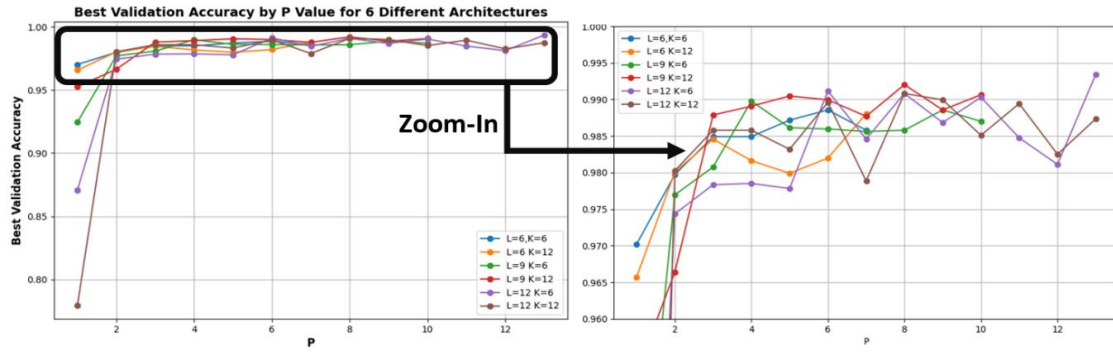 Best Validation Accuracy by P Value for 6 Different Architectures
Best Validation Accuracy
1.00
0.95
0.90
0.85
0.80
2
4
6
8
10
12
P
L=6,K=6
L=6 K=12
L=9 K=6
L=9 K=12
L=12 K=6
L=12 K=12
Zoom-In
0.995
0.990
0.985
0.980
0.975
0.970
0.965
0.960
2
4
6
8
10
12
P
L=6,K=6
L=6 K=12
L=9 K=6
L=9 K=12
L=12 K=6
L=12 K=12